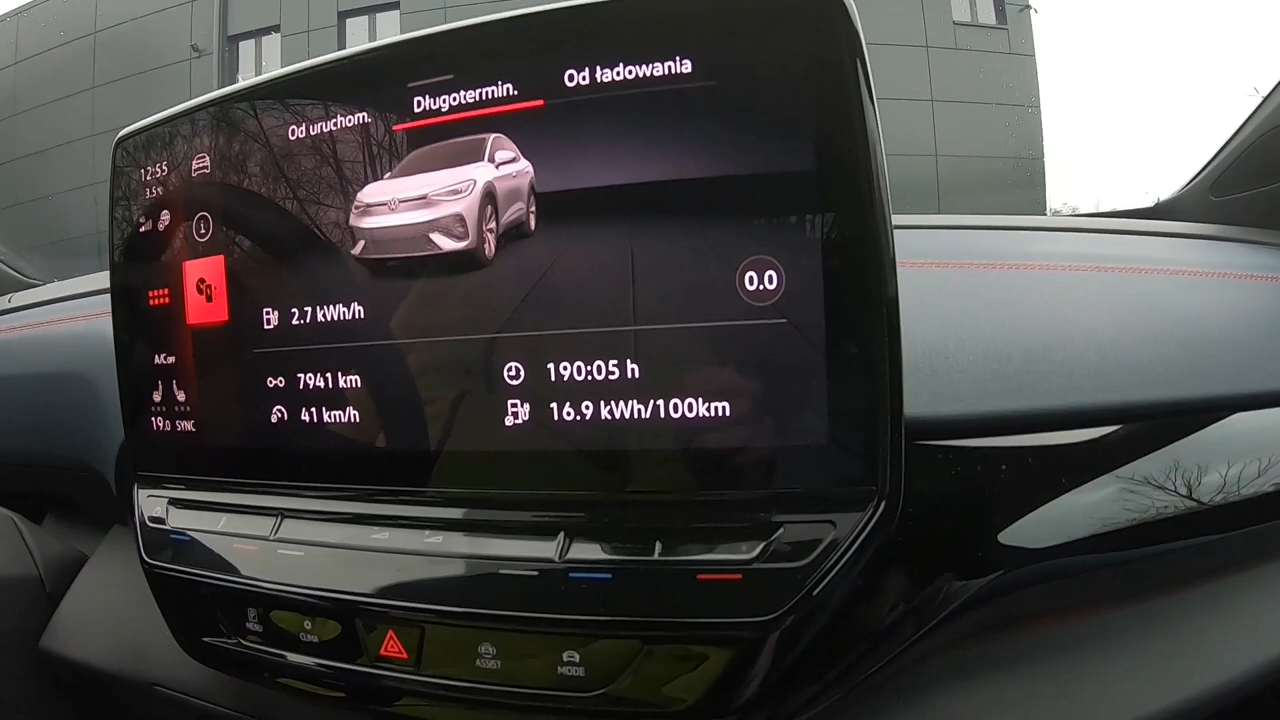 Od uruchom.
Długotermin.
Od ładowania
12:55
3.5°C
4G
i
0.0
2.7 kWh/h
7941 km
190:05 h
41 km/h
16.9 kWh/100km
A/C OFF
19.0 SYNC
P
MENU
CLIMA
ASSIST
MODE